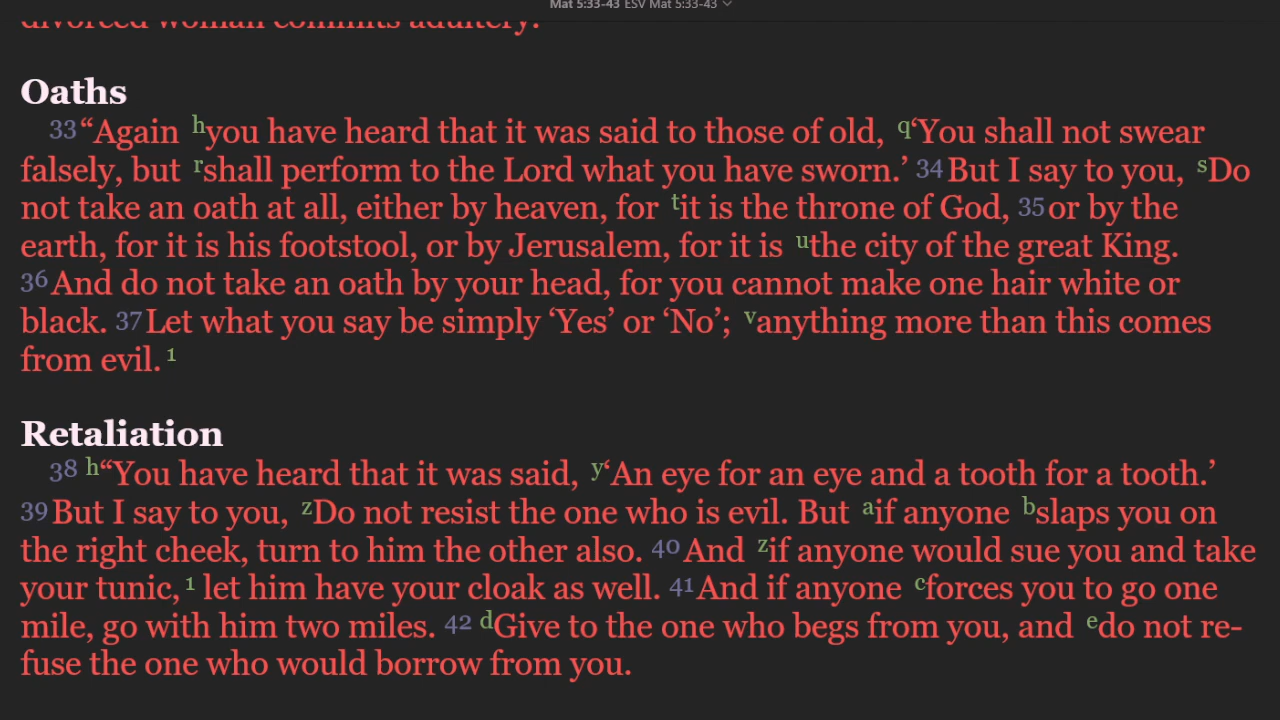 Mat 5:33-43 ESV Mat 5:33-43
divorced woman commits adultery.
Oaths
33 “Again hyou have heard that it was said to those of old, q‘You shall not swear
falsely, but rshall perform to the Lord what you have sworn.’ 34 But I say to you, sDo
not take an oath at all, either by heaven, for tit is the throne of God, 35 or by the
earth, for it is his footstool, or by Jerusalem, for it is uthe city of the great King.
36 And do not take an oath by your head, for you cannot make one hair white or
black. 37 Let what you say be simply ‘Yes’ or ‘No’; vanything more than this comes
from evil. 1
Retaliation
38 h“You have heard that it was said, y‘An eye for an eye and a tooth for a tooth.’
39 But I say to you, zDo not resist the one who is evil. But aif anyone bslaps you on
the right cheek, turn to him the other also. 40 And zif anyone would sue you and take
your tunic, 1 let him have your cloak as well. 41 And if anyone cforces you to go one
mile, go with him two miles. 42 dGive to the one who begs from you, and edo not re-
fuse the one who would borrow from you.